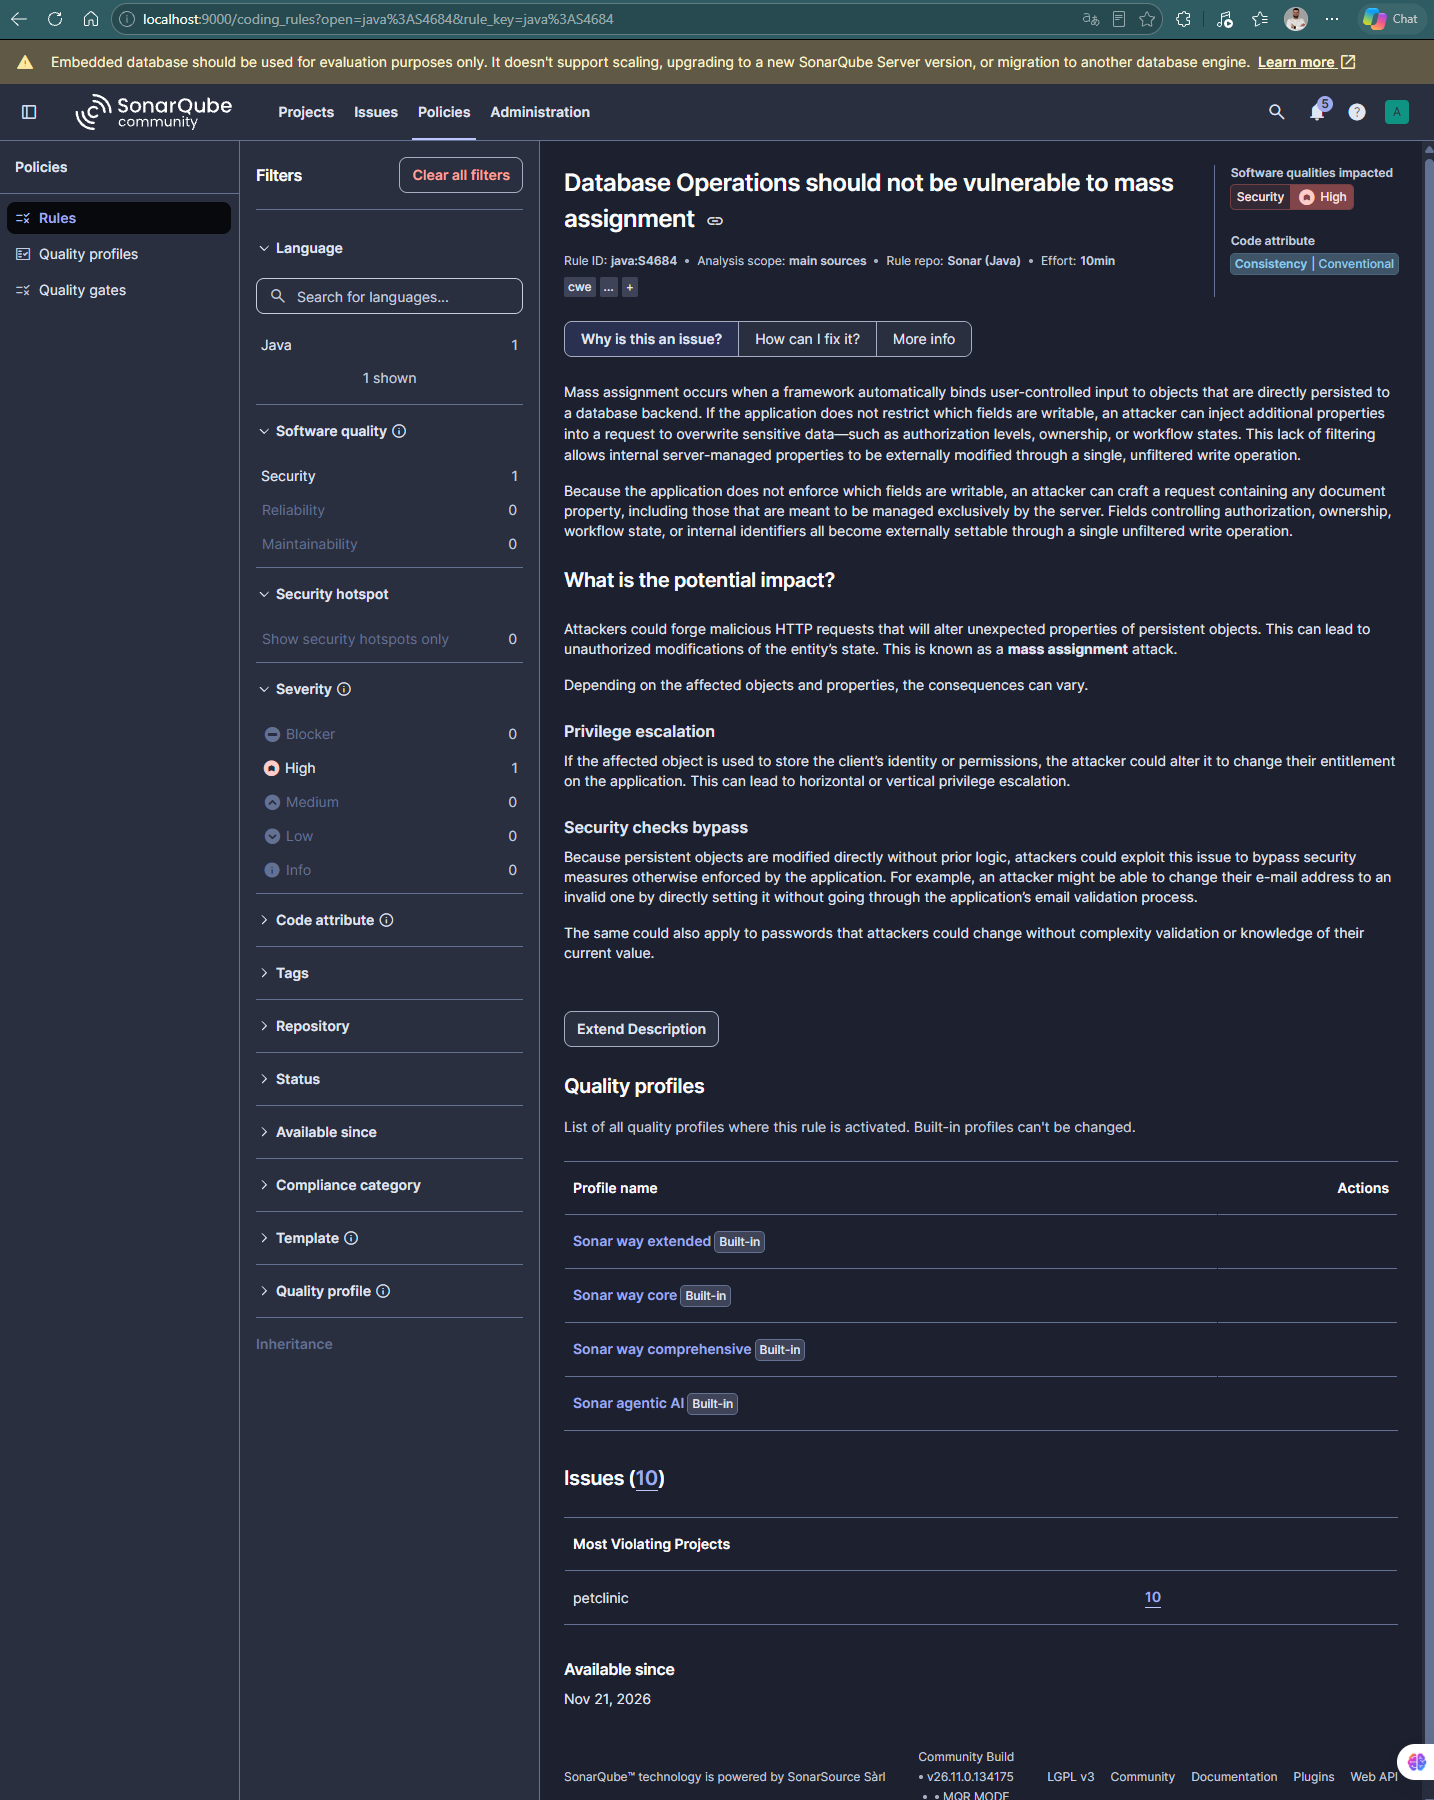 localhost:9000/coding_rules?open=java%3AS4684&rule_key=java%3AS4684
Chat
Embedded database should be used for evaluation purposes only. It doesn't support scaling, upgrading to a new SonarQube Server version, or migration to another database engine. Learn more
SonarQube
community
Projects
Issues
Policies
Administration
5
?
A
Policies
Rules
Quality profiles
Quality gates
Filters
Clear all filters
Language
Search for languages...
Java 1
1 shown
Software quality
Security 1
Reliability 0
Maintainability 0
Security hotspot
Show security hotspots only 0
Severity
Blocker 0
High 1
Medium 0
Low 0
Info 0
Code attribute
Tags
Repository
Status
Available since
Compliance category
Template
Quality profile
Inheritance
Database Operations should not be vulnerable to mass
assignment
Rule ID: java:S4684 • Analysis scope: main sources • Rule repo: Sonar (Java) • Effort: 10min
cwe ... +
Software qualities impacted
Security High
Code attribute
Consistency | Conventional
Why is this an issue?
How can I fix it?
More info
Mass assignment occurs when a framework automatically binds user-controlled input to objects that are directly persisted to
a database backend. If the application does not restrict which fields are writable, an attacker can inject additional properties
into a request to overwrite sensitive data—such as authorization levels, ownership, or workflow states. This lack of filtering
allows internal server-managed properties to be externally modified through a single, unfiltered write operation.
Because the application does not enforce which fields are writable, an attacker can craft a request containing any document
property, including those that are meant to be managed exclusively by the server. Fields controlling authorization, ownership,
workflow state, or internal identifiers all become externally settable through a single unfiltered write operation.
What is the potential impact?
Attackers could forge malicious HTTP requests that will alter unexpected properties of persistent objects. This can lead to
unauthorized modifications of the entity’s state. This is known as a mass assignment attack.
Depending on the affected objects and properties, the consequences can vary.
Privilege escalation
If the affected object is used to store the client’s identity or permissions, the attacker could alter it to change their entitlement
on the application. This can lead to horizontal or vertical privilege escalation.
Security checks bypass
Because persistent objects are modified directly without prior logic, attackers could exploit this issue to bypass security
measures otherwise enforced by the application. For example, an attacker might be able to change their e-mail address to an
invalid one by directly setting it without going through the application’s email validation process.
The same could also apply to passwords that attackers could change without complexity validation or knowledge of their
current value.
Extend Description
Quality profiles
List of all quality profiles where this rule is activated. Built-in profiles can't be changed.
Profile name Actions
Sonar way extended Built-in
Sonar way core Built-in
Sonar way comprehensive Built-in
Sonar agentic AI Built-in
Issues (10)
Most Violating Projects
petclinic 10
Available since
Nov 21, 2026
SonarQube™ technology is powered by SonarSource Sàrl
Community Build
• v26.11.0.134175
• • MQR MODE
LGPL v3
Community
Documentation
Plugins
Web API